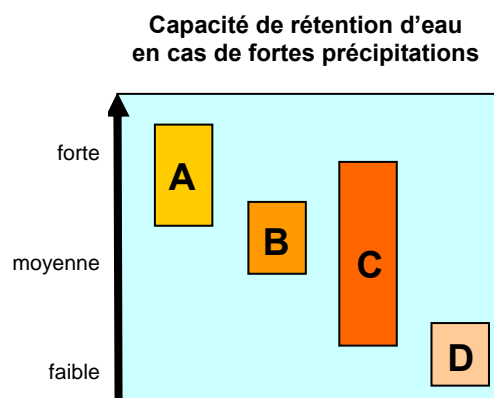 Capacité de rétention d’eau
en cas de fortes précipitations
forte
A
B
moyenne
C
D
faible